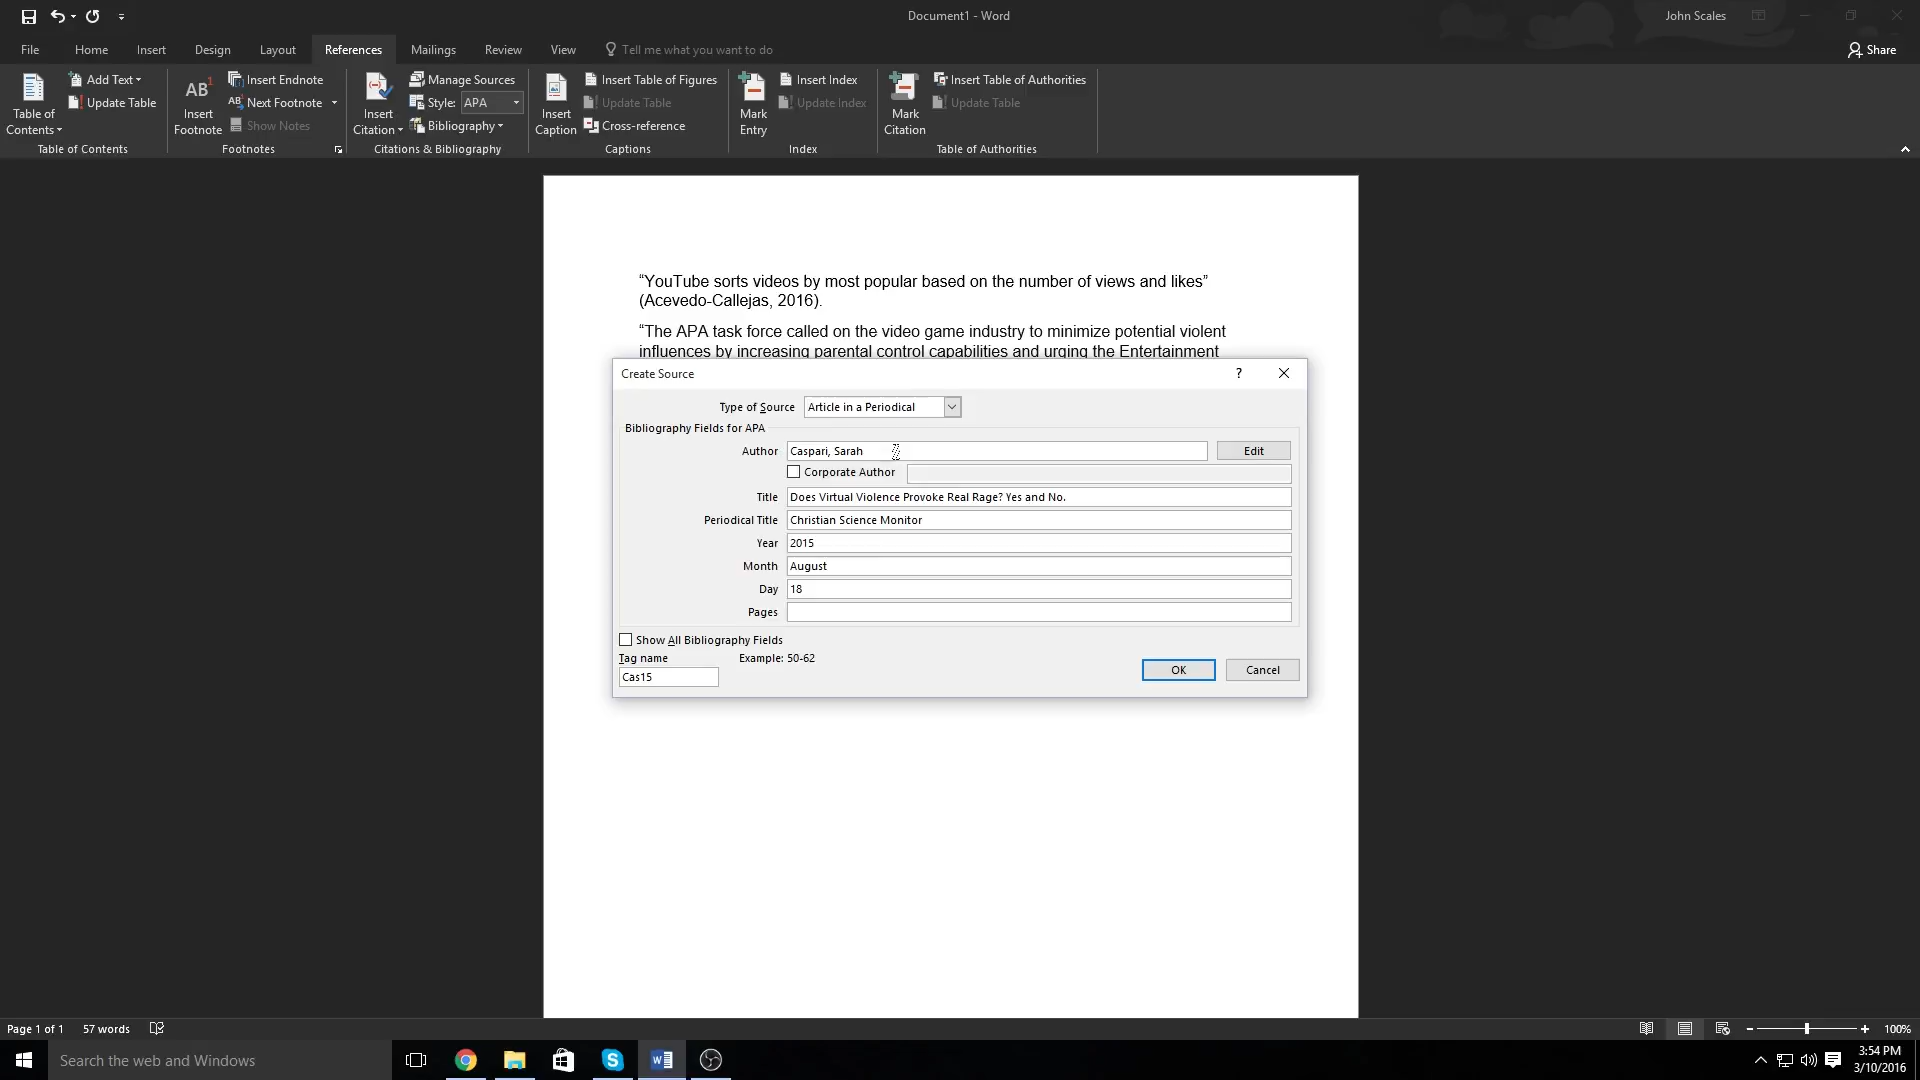 Document1 - Word
John Scales
File Home Insert Design Layout References Mailings Review View Tell me what you want to do
Share
Table of Contents
Add Text
Update Table
Table of Contents
AB1
Insert Footnote
Insert Endnote
Next Footnote
Show Notes
Footnotes
Insert Citation
Manage Sources
Style: APA
Bibliography
Citations & Bibliography
Insert Caption
Insert Table of Figures
Update Table
Cross-reference
Captions
Mark Entry
Insert Index
Update Index
Index
Mark Citation
Insert Table of Authorities
Update Table
Table of Authorities
“YouTube sorts videos by most popular based on the number of views and likes”
(Acevedo-Callejas, 2016).
“The APA task force called on the video game industry to minimize potential violent
influences by increasing parental control capabilities and urging the Entertainment
Create Source
?
Type of Source Article in a Periodical
Bibliography Fields for APA
Author Caspari, Sarah Edit
Corporate Author
Title Does Virtual Violence Provoke Real Rage? Yes and No.
Periodical Title Christian Science Monitor
Year 2015
Month August
Day 18
Pages
Show All Bibliography Fields
Tag name Example: 50-62
Cas15
OK Cancel
Page 1 of 1 57 words
100%
Search the web and Windows
3:54 PM
3/10/2016